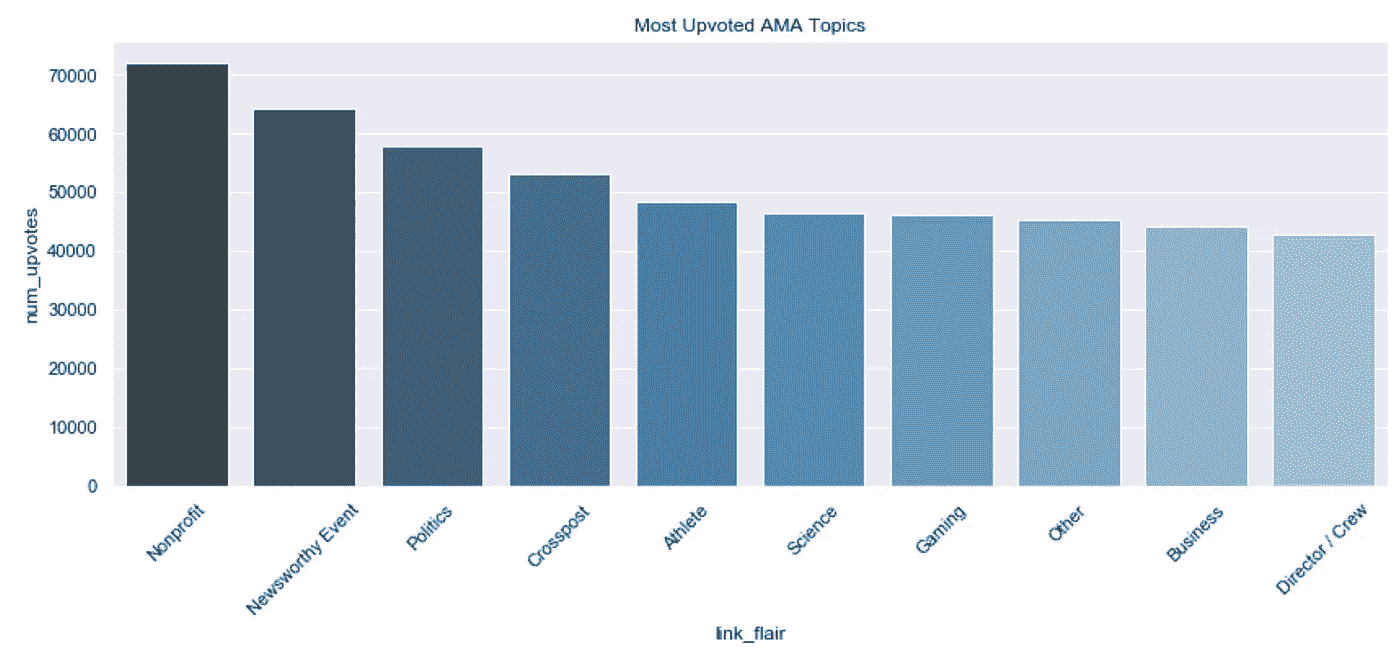 Most Upvoted AMA Topics
70000
60000
50000
40000
30000
20000
10000
0
num_upvotes
Nonprofit
Newsworthy Event
Politics
Crosspost
Athlete
Science
Gaming
Other
Business
Director / Crew
link_flair